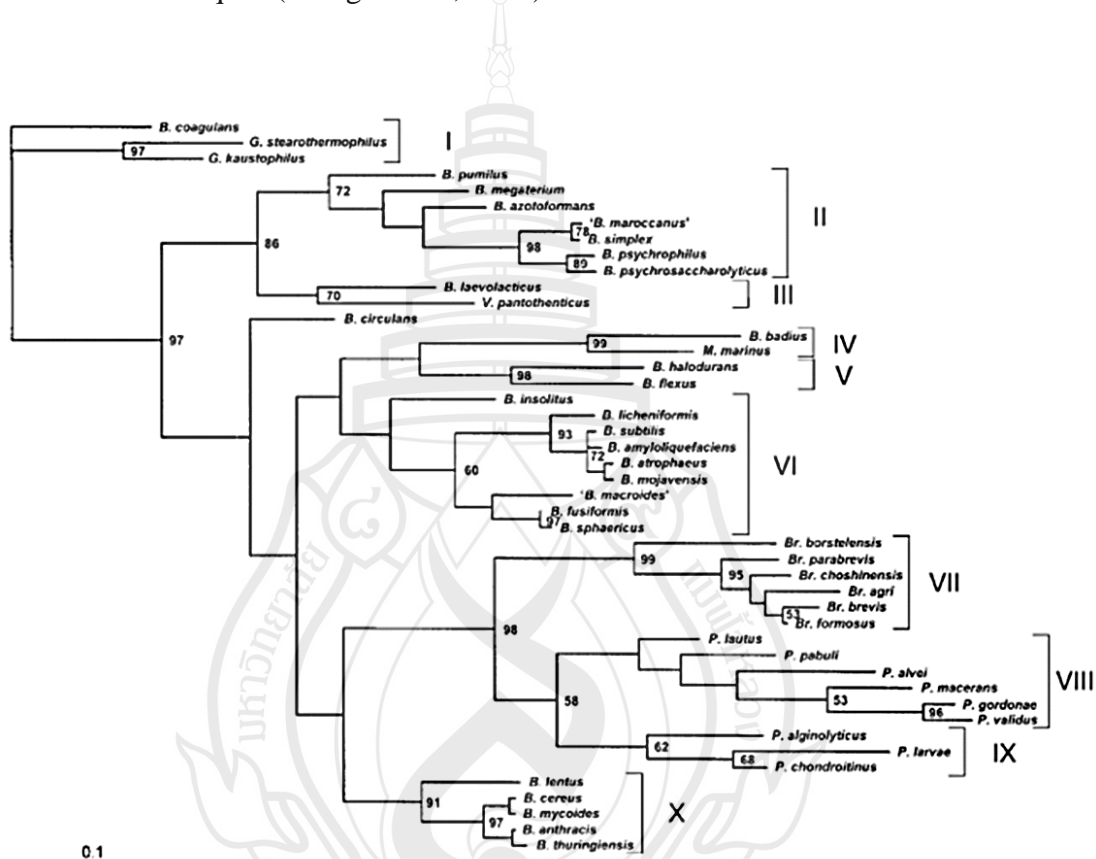 B. coagulans
G. stearothermophilus
97
G. kaustophilus
I
B. pumilus
72
B. megaterium
B. azotoformans
'B. maroccanus'
78
B. simplex
II
86
98
B. psychrophilus
89
B. psychrosaccharolyticus
B. laevolacticus
70
V. pantothenticus
III
B. circulans
97
B. badius
99
M. marinus
IV
B. halodurans
98
B. flexus
V
B. insolitus
B. licheniformis
93
B. subtilis
B. amyloliquefaciens
72
B. atrophaeus
B. mojavensis
VI
60
'B. macroides'
B. fusiformis
97
B. sphaericus
Br. borstelensis
99
Br. parabrevis
95
Br. choshinensis
Br. agri
VII
Br. brevis
53
Br. formosus
98
P. lautus
P. pabuli
P. alvei
P. macerans
VIII
58
53
P. gordonae
96
P. validus
P. alginolyticus
62
P. larvae
IX
68
P. chondroitinus
B. lentus
91
B. cereus
B. mycoides
X
97
B. anthracis
B. thuringiensis
0.1